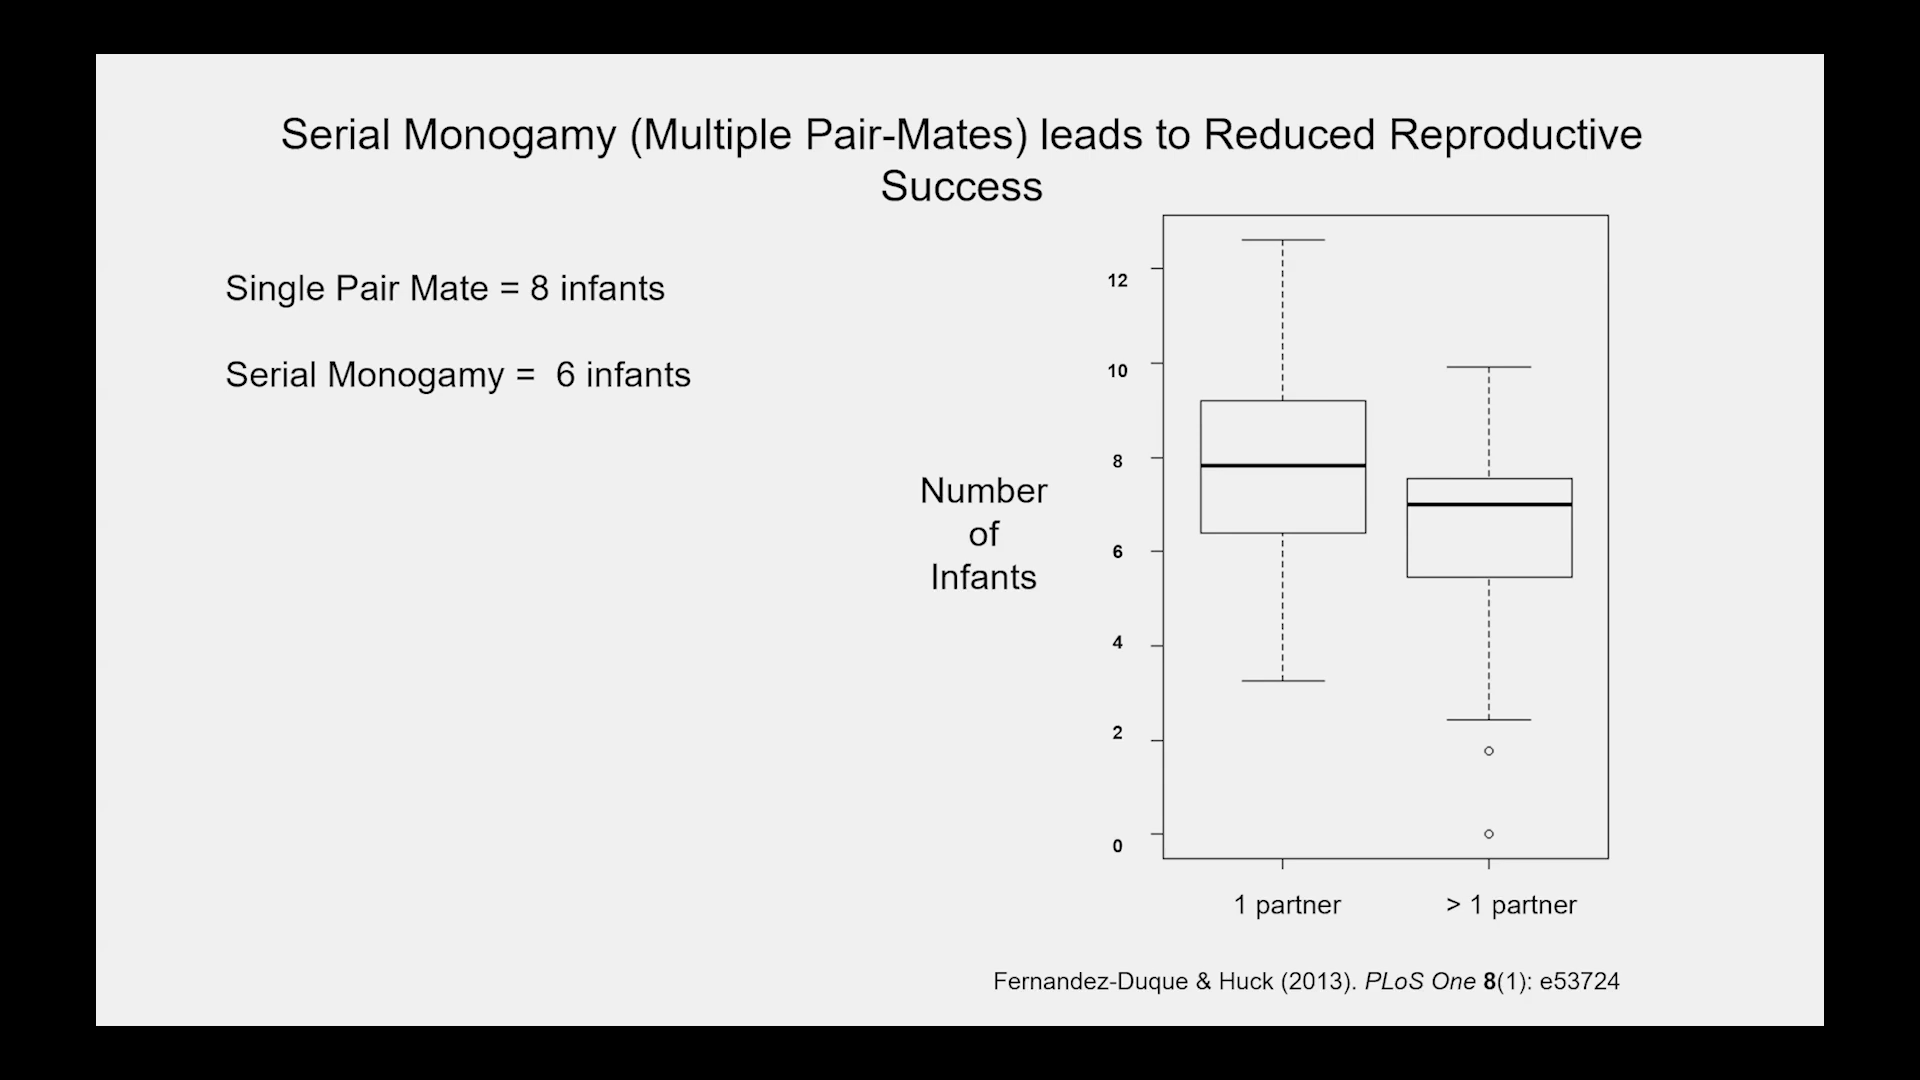 Serial Monogamy (Multiple Pair-Mates) leads to Reduced Reproductive
Success
Single Pair Mate = 8 infants
Serial Monogamy =  6 infants
Number
of
Infants
12
10
8
6
4
2
0
1 partner
> 1 partner
Fernandez-Duque & Huck (2013). PLoS One 8(1): e53724